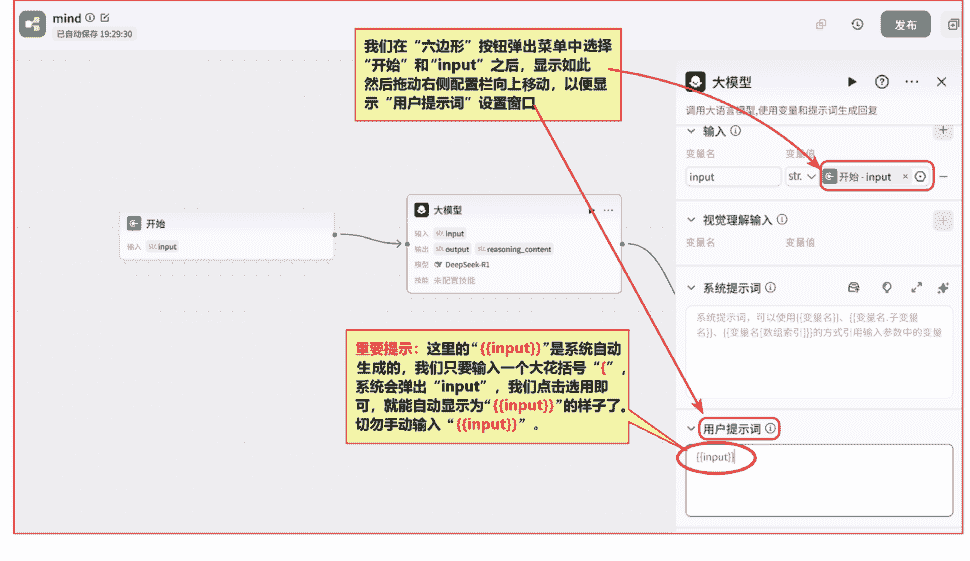 mind
已自动保存 19:29:30
发布
我们在“六边形”按钮弹出菜单中选择
“开始”和“input”之后，显示如此
然后拖动右侧配置栏向上移动，以便显
示“用户提示词”设置窗口
大模型
调用大语言模型,使用变量和提示词生成回复
输入
变量名 变量值
input str. 开始 - input
视觉理解输入
变量名 变量值
系统提示词
系统提示词，可以使用{{变量名}}、{{变量名.子变量
名}}、{{变量名[数组索引]}}的方式引用输入参数中的变量
用户提示词
{{input}}
开始
输入 str. input
大模型
输入 str. input
输出 str. output str. reasoning_content
模型 DeepSeek-R1
技能 未配置技能
重要提示：这里的“{{input}}”是系统自动
生成的，我们只要输入一个大花括号“{”，
系统会弹出“input”，我们点击选用即
可，就能自动显示为“{{input}}”的样子了。
切勿手动输入“{{input}}”。